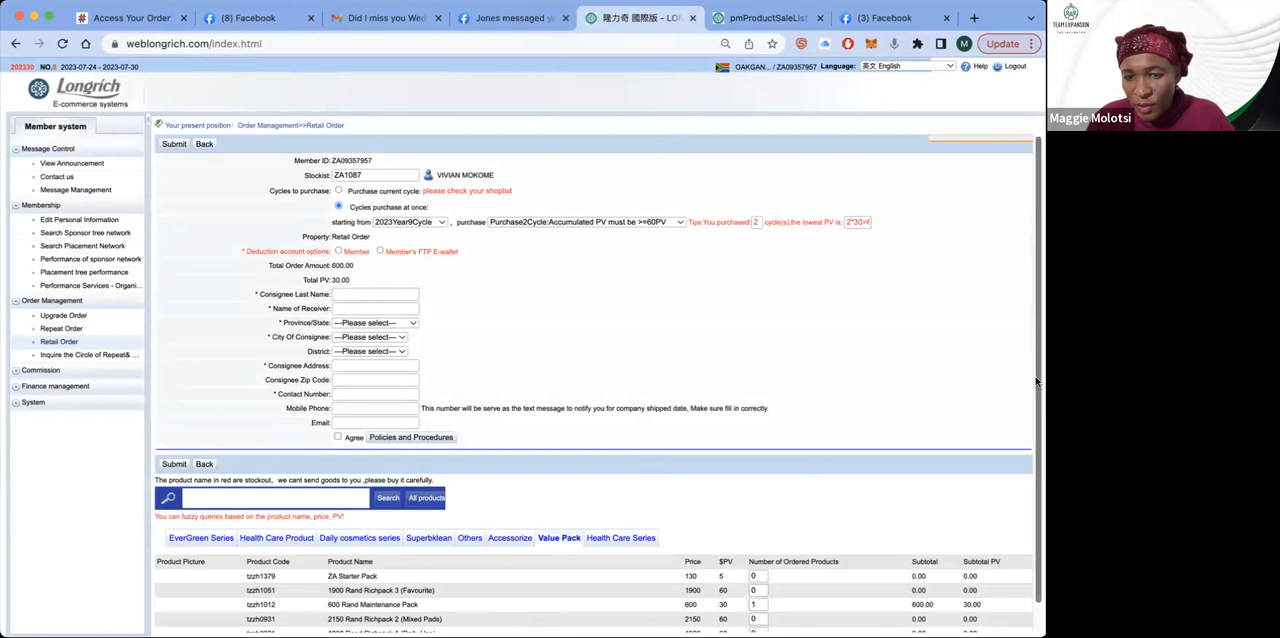 Access Your Order
(8) Facebook
Did I miss you Wed
Jones messaged y
隆力奇 國際版 - LO
pmProductSaleList
(3) Facebook
weblongrich.com/index.html
M
Update
TEAM EXPANSION
THE INCUBATOR
202330 NO.8 2023-07-24 - 2023-07-30
OAKGAN... / ZA09357957 Language: 英文 English Help Logout
Longrich
E-commerce systems
Maggie Molotsi
Member system
Message Control
View Announcement
Contact us
Message Management
Membership
Edit Personal Information
Search Sponsor tree network
Search Placement Network
Performance of sponsor network
Placement tree performance
Performance Services - Organi...
Order Management
Upgrade Order
Repeat Order
Retail Order
Inquire the Circle of Repeat& ...
Commission
Finance management
System
Your present position: Order Management>>Retail Order
Submit Back
Member ID: ZA09357957
Stockist: ZA1087 VIVIAN MOKOME
Cycles to purchase: Purchase current cycle: please check your shoplist
Cycles purchase at once:
starting from 2023Year9Cycle , purchase Purchase2Cycle:Accumulated PV must be >=60PV Tips:You purchased: 2 cycle(s),the lowest PV is: 2*30=6
Property: Retail Order
* Deduction account options: Member Member's FTP E-wallet
Total Order Amount: 600.00
Total PV: 30.00
* Consignee Last Name:
* Name of Receiver:
* Province/State: ---Please select---
* City Of Consignee: ---Please select---
District: ---Please select---
* Consignee Address:
Consignee Zip Code:
* Contact Number:
Mobile Phone: This number will be serve as the text message to notify you for company shipped date, Make sure fill in correctly.
Email:
Agree Policies and Procedures
Submit Back
The product name in red are stockout, we cant send goods to you ,please buy it carefully.
Search All products
You can fuzzy queries based on the product name, price, PV!
EverGreen Series Health Care Product Daily cosmetics series Superbklean Others Accessorize Value Pack Health Care Series
Product Picture Product Code Product Name Price $PV Number of Ordered Products Subtotal Subtotal PV
tzzh1379 ZA Starter Pack 130 5 0 0.00 0.00
tzzh1051 1900 Rand Richpack 3 (Favourite) 1900 60 0 0.00 0.00
tzzh1012 600 Rand Maintenance Pack 600 30 1 600.00 30.00
tzzh0931 2150 Rand Richpack 2 (Mixed Pads) 2150 60 0 0.00 0.00